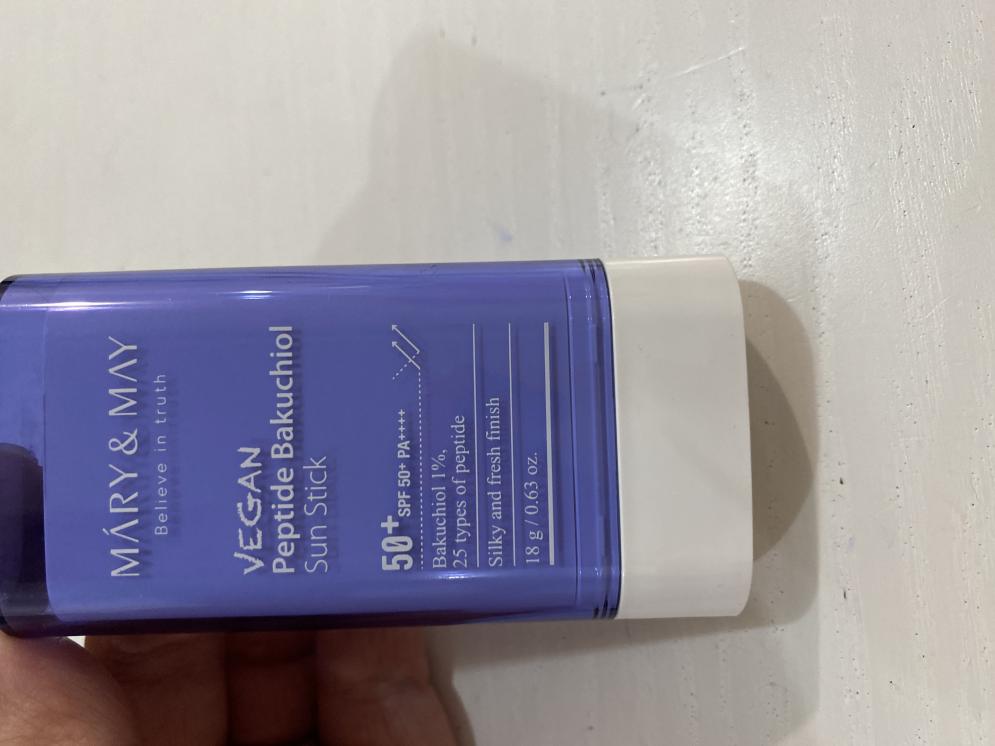 MÁRY & MAY
Believe in truth
VEGAN
Peptide Bakuchiol
Sun Stick
50+ SPF 50+ PA++++
Bakuchiol 1%,
25 types of peptide
Silky and fresh finish
18 g / 0.63 oz.